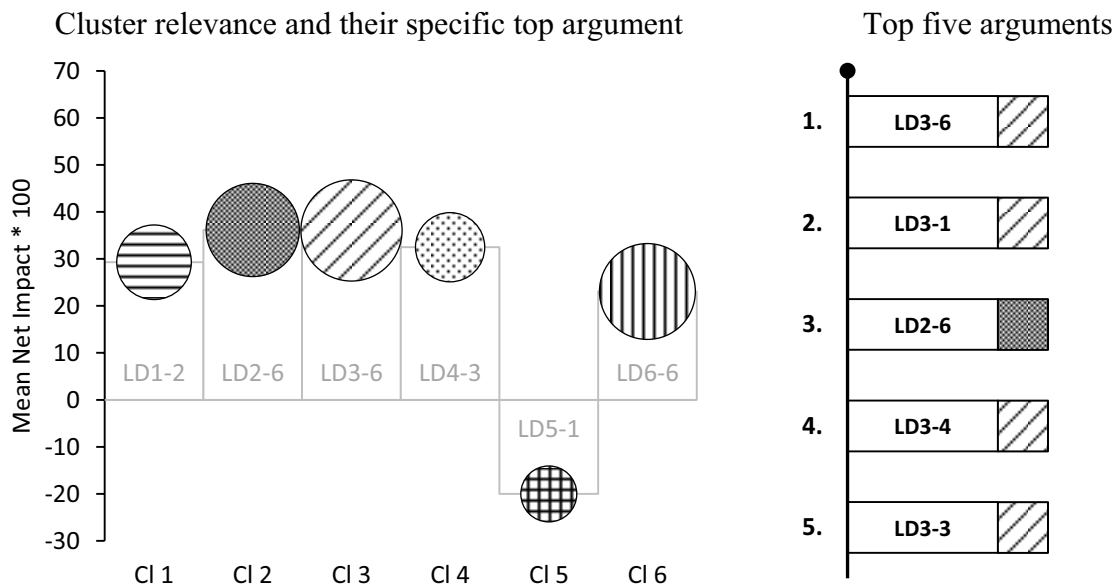 Cluster relevance and their specific top argument
Top five arguments
70
60
50
40
30
20
10
0
-10
-20
-30
Mean Net Impact * 100
LD1-2
LD2-6
LD3-6
LD4-3
LD5-1
LD6-6
Cl 1
Cl 2
Cl 3
Cl 4
Cl 5
Cl 6
1. LD3-6
2. LD3-1
3. LD2-6
4. LD3-4
5. LD3-3